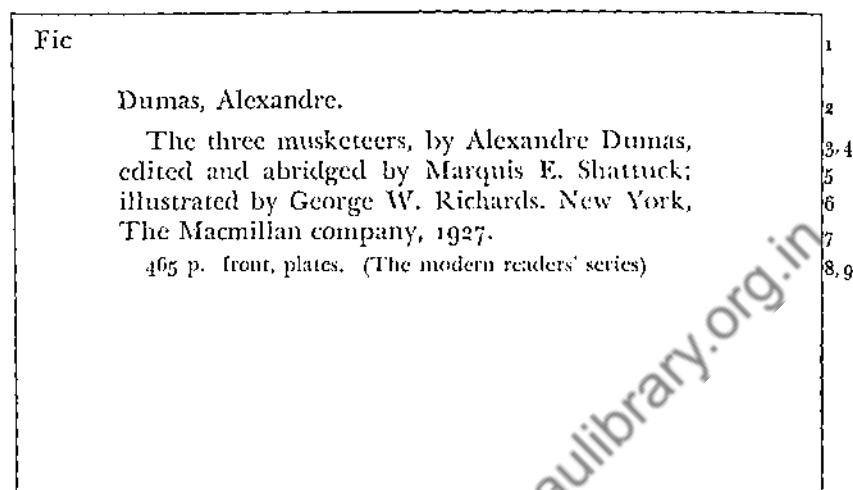 Fic 1
Dumas, Alexandre. 2
The three musketeers, by Alexandre Dumas, 3, 4
edited and abridged by Marquis E. Shattuck; 5
illustrated by George W. Richards. New York, 6
The Macmillan company, 1927. 7
465 p. front, plates. (The modern readers' series) 8, 9
aulibrary.org.in